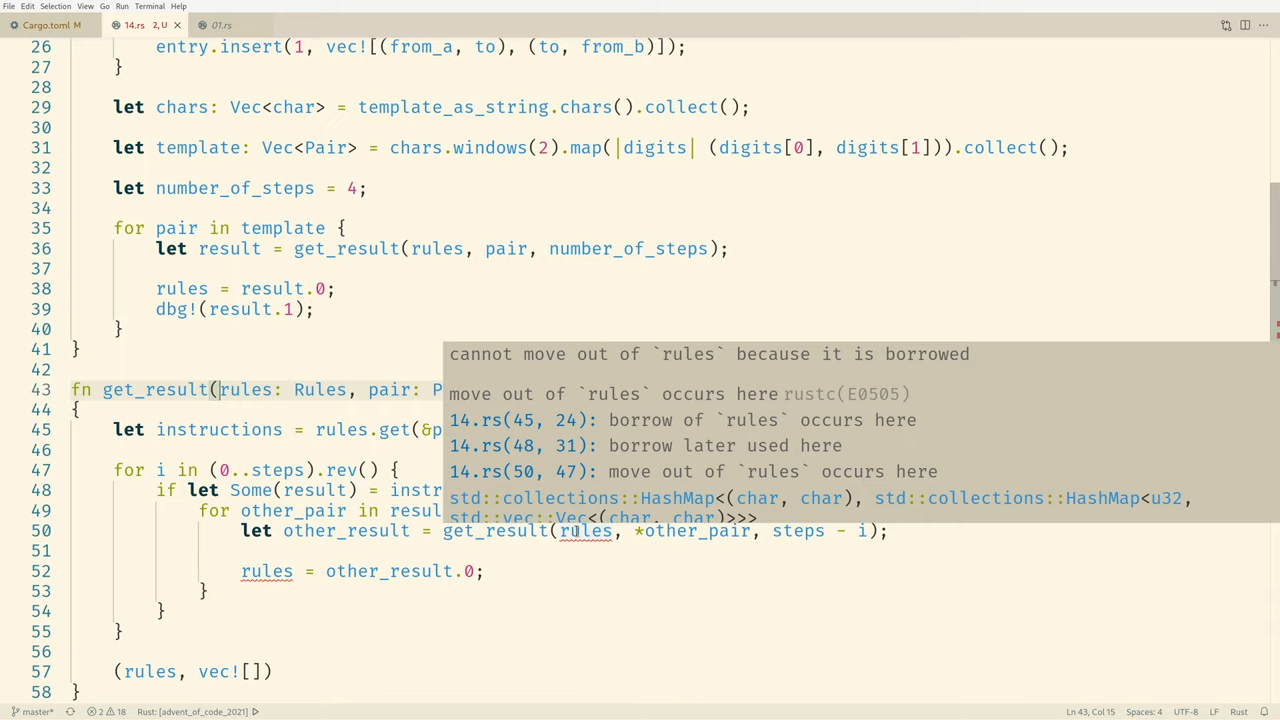 File Edit Selection View Go Run Terminal Help
Cargo.toml M 14.rs 2, U 01.rs
26 entry.insert(1, vec![(from_a, to), (to, from_b)]);
27 }
28
29 let chars: Vec<char> = template_as_string.chars().collect();
30
31 let template: Vec<Pair> = chars.windows(2).map(|digits| (digits[0], digits[1])).collect();
32
33 let number_of_steps = 4;
34
35 for pair in template {
36 let result = get_result(rules, pair, number_of_steps);
37
38 rules = result.0;
39 dbg!(result.1);
40 }
41 }
42
43 fn get_result(rules: Rules, pair: P
44 {
45 let instructions = rules.get(&p
46
47 for i in (0..steps).rev() {
48 if let Some(result) = instr
49 for other_pair in resul
50 let other_result = get_result(rules, *other_pair, steps - i);
51
52 rules = other_result.0;
53 }
54 }
55 }
56
57 (rules, vec![])
58 }
cannot move out of `rules` because it is borrowed
move out of `rules` occurs here rustc(E0505)
14.rs(45, 24): borrow of `rules` occurs here
14.rs(48, 31): borrow later used here
14.rs(50, 47): move out of `rules` occurs here
std::collections::HashMap<(char, char), std::collections::HashMap<u32,
std::vec::Vec<(char, char)>>>
master* 2 18 Rust: [advent_of_code_2021] Ln 43, Col 15 Spaces: 4 UTF-8 LF Rust